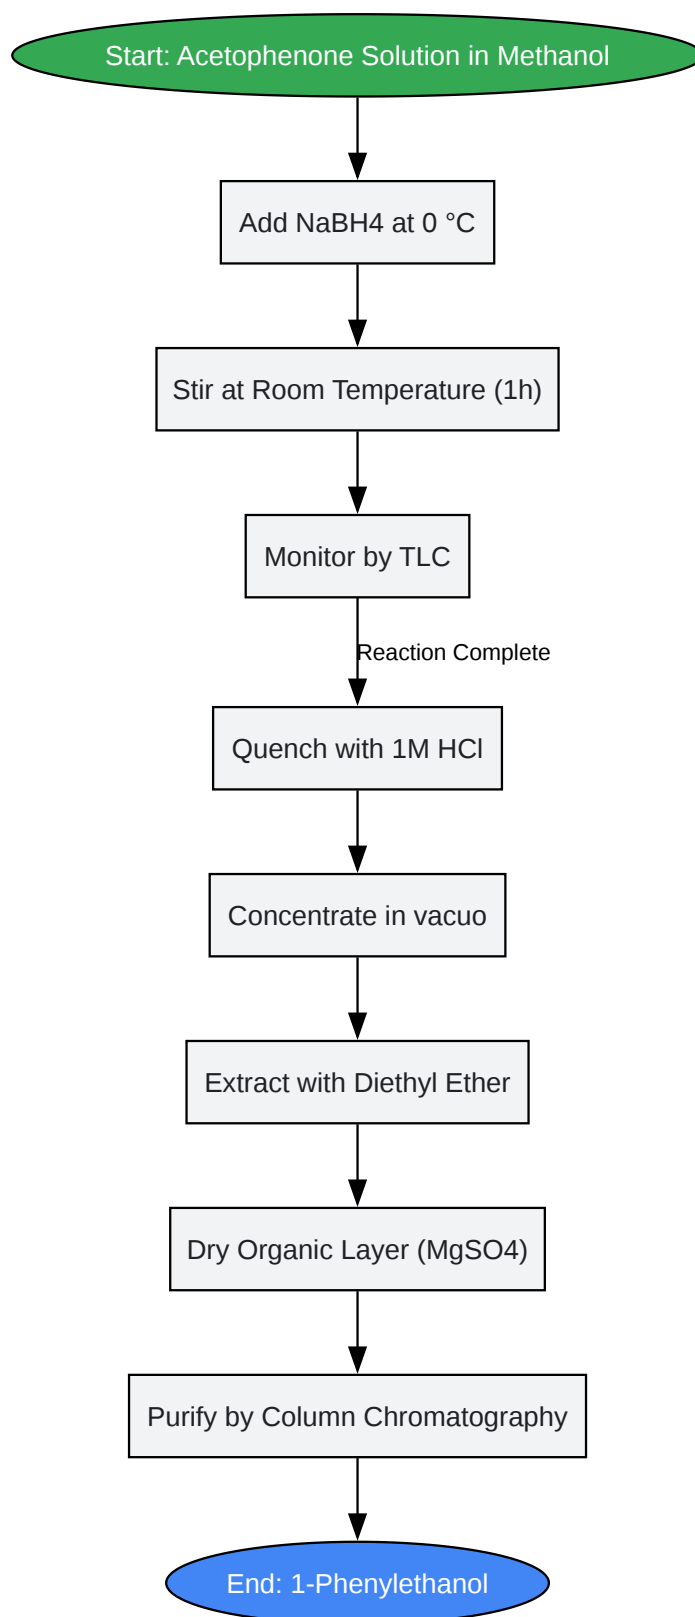 Start: Acetophenone Solution in Methanol
Add NaBH4 at 0 °C
Stir at Room Temperature (1h)
Monitor by TLC
Reaction Complete
Quench with 1M HCl
Concentrate in vacuo
Extract with Diethyl Ether
Dry Organic Layer (MgSO4)
Purify by Column Chromatography
End: 1-Phenylethanol